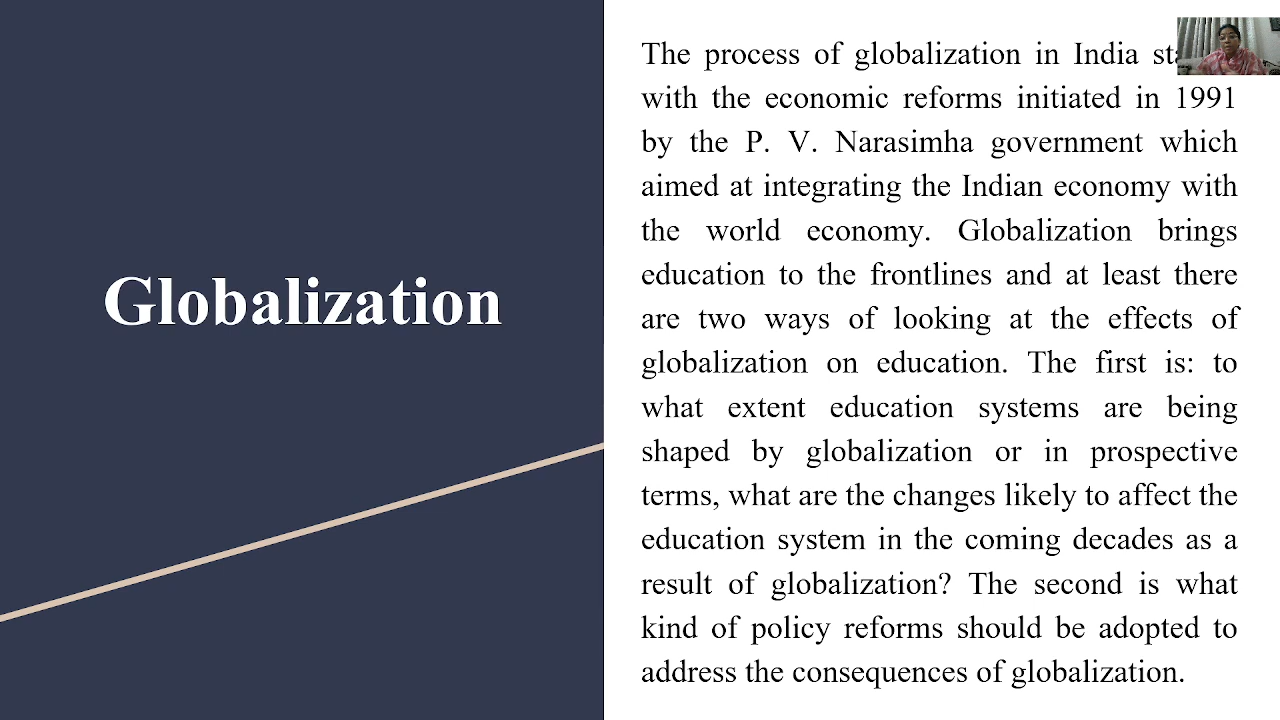 Globalization
The process of globalization in India
with the economic reforms initiated in 1991
by the P. V. Narasimha government which
aimed at integrating the Indian economy with
the world economy. Globalization brings
education to the frontlines and at least there
are two ways of looking at the effects of
globalization on education. The first is: to
what extent education systems are being
shaped by globalization or in prospective
terms, what are the changes likely to affect the
education system in the coming decades as a
result of globalization? The second is what
kind of policy reforms should be adopted to
address the consequences of globalization.